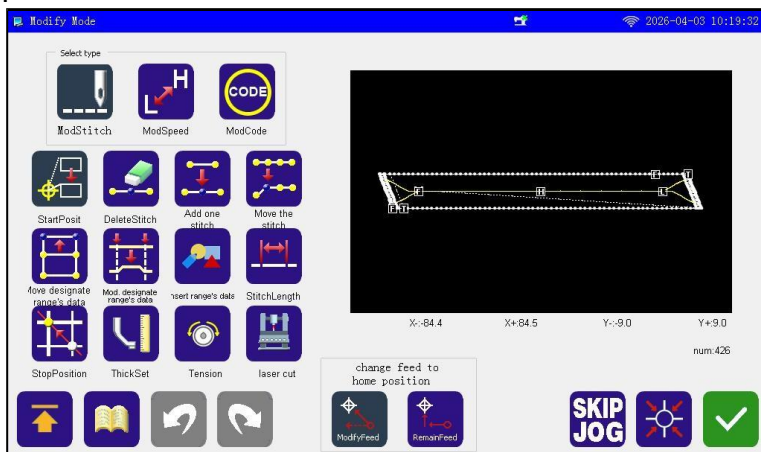 Modify Mode
2026-04-03 10:19:32
Select type
L H
CODE
ModStitch
ModSpeed
ModCode
StartPosit
DeleteStitch
Add one
stitch
Move the
stitch
Move designate
range's data
Mod. designate
range's data
nsert range's data
StitchLength
StopPosition
ThickSet
Tension
laser cut
F T
F H L
F T
X-:-84.4
X+:84.5
Y-:-9.0
Y+:9.0
num:426
change feed to
home position
ModifyFeed
RemainFeed
SKIP
JOG